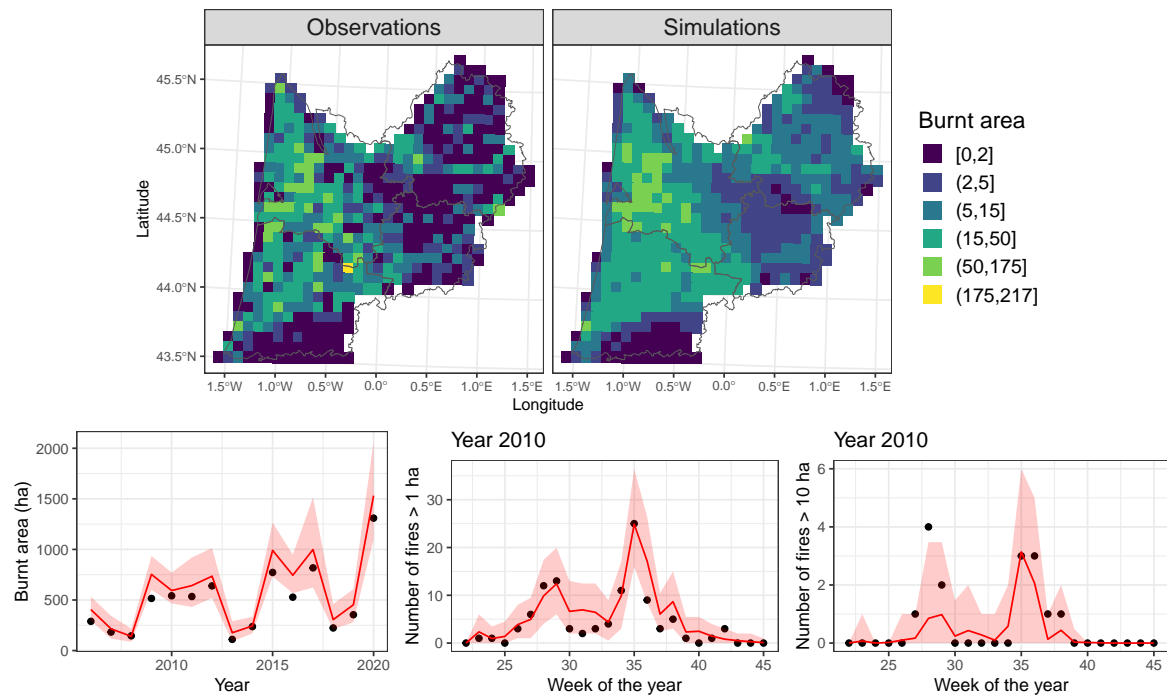 Observations
Simulations
Latitude
45.5°N
45.0°N
44.5°N
44.0°N
43.5°N
1.5°W 1.0°W 0.5°W 0.0° 0.5°E 1.0°E 1.5°E
1.5°W 1.0°W 0.5°W 0.0° 0.5°E 1.0°E 1.5°E
Longitude
Burnt area
[0,2]
(2,5]
(5,15]
(15,50]
(50,175]
(175,217]
Burnt area (ha)
2000
1500
1000
500
0
2010 2015 2020
Year
Year 2010
Number of fires > 1 ha
30
20
10
0
25 30 35 40 45
Week of the year
Year 2010
Number of fires > 10 ha
6
4
2
0
25 30 35 40 45
Week of the year